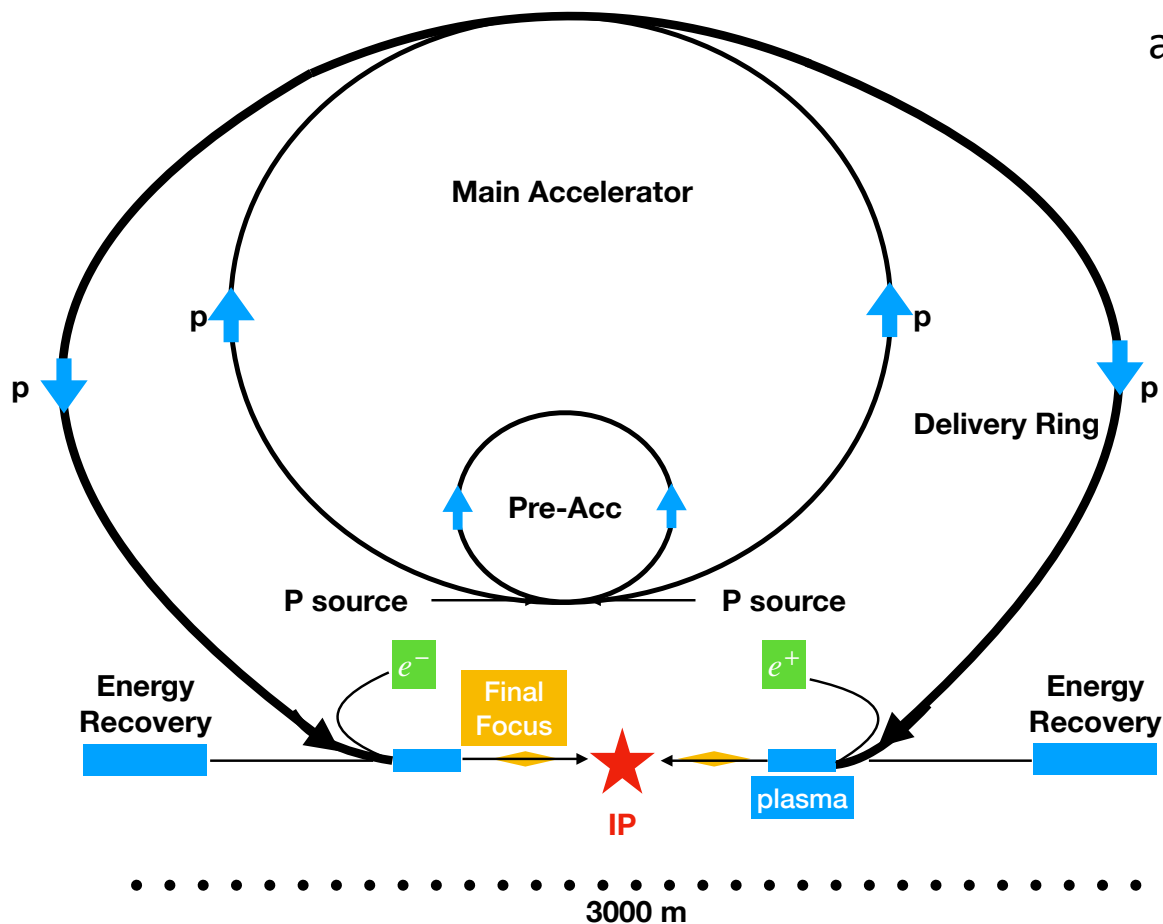 a
Main Accelerator
p
p
p
p
Delivery Ring
Pre-Acc
P source
P source
e−
e+
Energy
Recovery
Final
Focus
Energy
Recovery
plasma
IP
3000 m